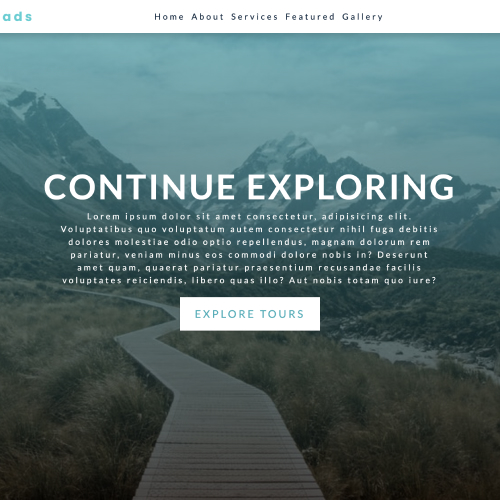 ads
Home About Services Featured Gallery
CONTINUE EXPLORING
Lorem ipsum dolor sit amet consectetur, adipisicing elit.
Voluptatibus quo voluptatum autem consectetur nihil fuga debitis
dolores molestiae odio optio repellendus, magnam dolorum rem
pariatur, veniam minus eos commodi dolore nobis in? Deserunt
amet quam, quaerat pariatur praesentium recusandae facilis
voluptates reiciendis, libero quas illo? Aut nobis totam quo iure?
EXPLORE TOURS